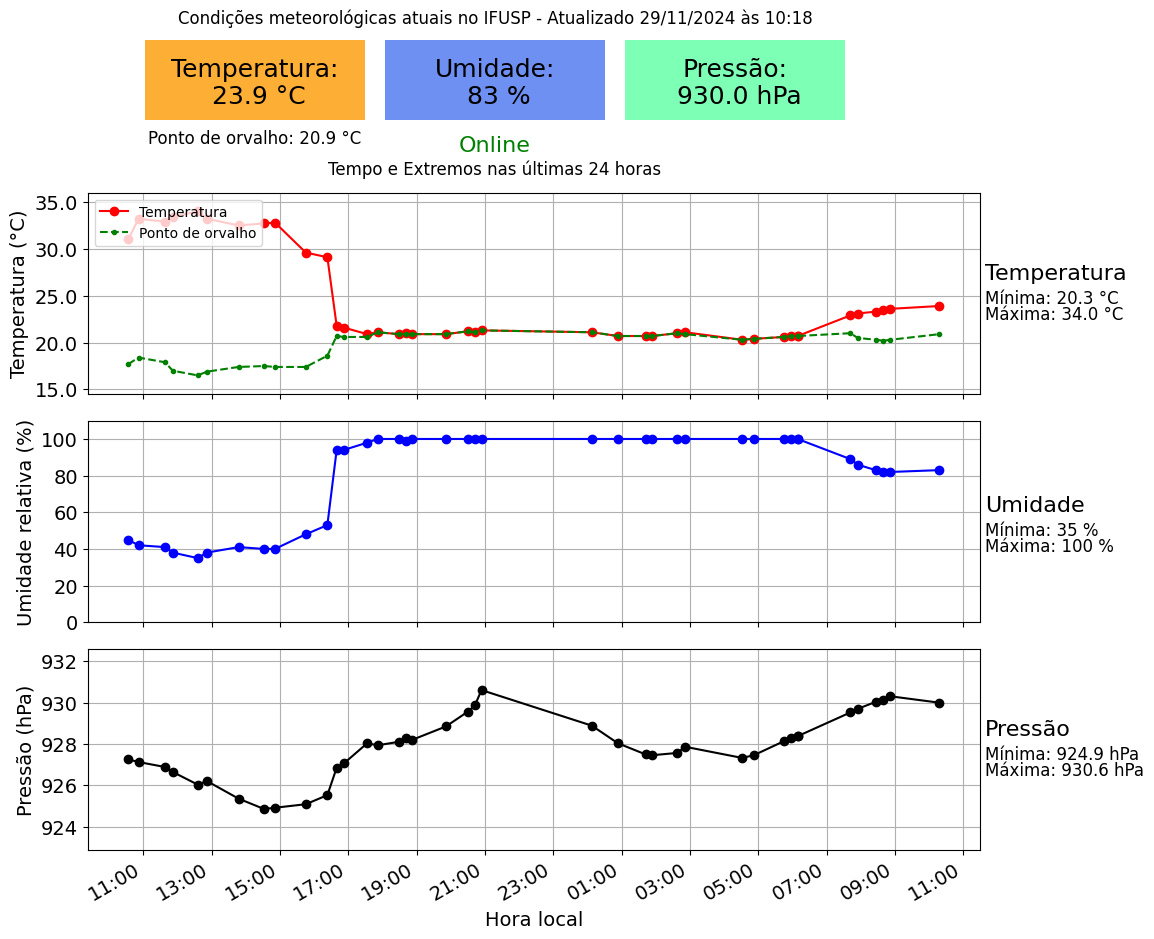 Condições meteorológicas atuais no IFUSP - Atualizado 29/11/2024 às 10:18
Temperatura:
23.9 °C
Umidade:
83 %
Pressão:
930.0 hPa
Ponto de orvalho: 20.9 °C
Online
Tempo e Extremos nas últimas 24 horas
Temperatura (°C)
35.0
30.0
25.0
20.0
15.0
Temperatura
Ponto de orvalho
Temperatura
Mínima: 20.3 °C
Máxima: 34.0 °C
Umidade relativa (%)
100
80
60
40
20
0
Umidade
Mínima: 35 %
Máxima: 100 %
Pressão (hPa)
932
930
928
926
924
Pressão
Mínima: 924.9 hPa
Máxima: 930.6 hPa
11:00
13:00
15:00
17:00
19:00
21:00
23:00
01:00
03:00
05:00
07:00
09:00
11:00
Hora local